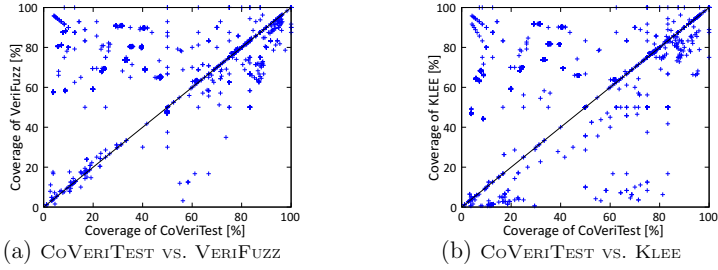 100
80
60
40
20
0
Coverage of VeriFuzz [%]
0 20 40 60 80 100
Coverage of CoVeriTest [%]
(a) COVERITEST VS. VERIFUZZ
100
80
60
40
20
0
Coverage of KLEE [%]
0 20 40 60 80 100
Coverage of CoVeriTest [%]
(b) COVERITEST VS. KLEE